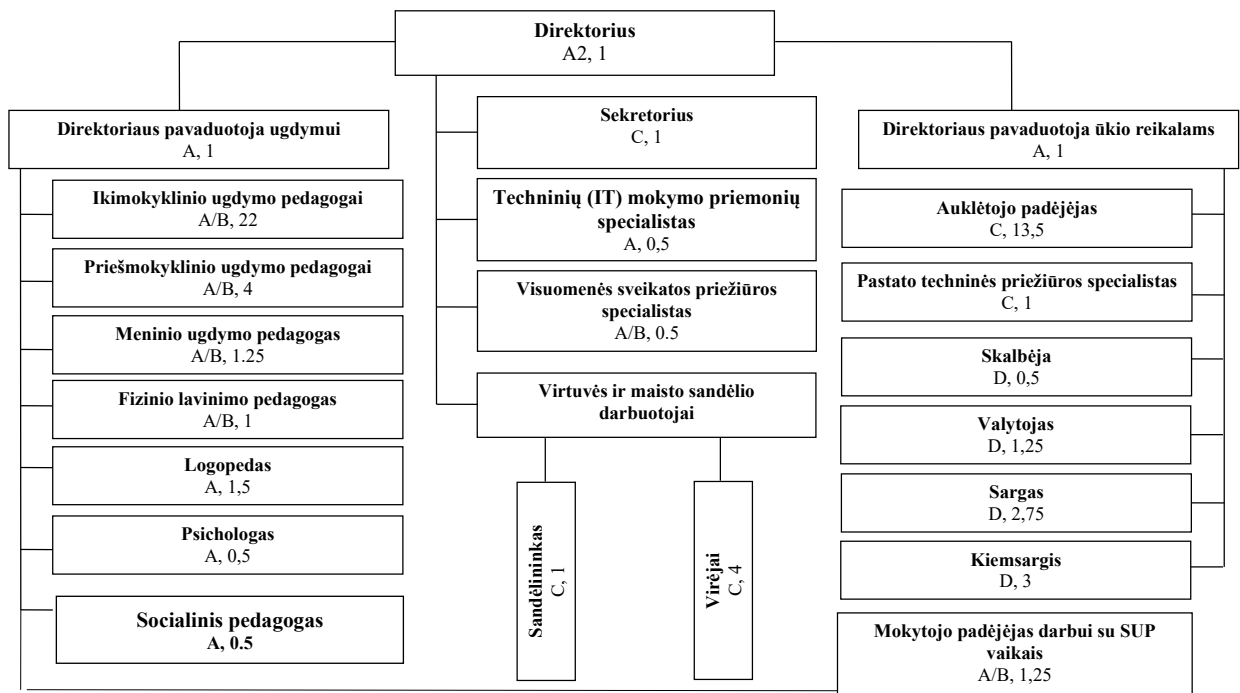 Direktorius
A2, 1
Direktoriaus pavaduotoja ugdymui
A, 1
Ikimokyklinio ugdymo pedagogai
A/B, 22
Priešmokyklinio ugdymo pedagogai
A/B, 4
Meninio ugdymo pedagogas
A/B, 1.25
Fizinio lavinimo pedagogas
A/B, 1
Logopedas
A, 1,5
Psichologas
A, 0,5
Socialinis pedagogas
A, 0.5
Sekretorius
C, 1
Techninių (IT) mokymo priemonių
specialistas
A, 0,5
Visuomenės sveikatos priežiūros
specialistas
A/B, 0.5
Virtuvės ir maisto sandėlio
darbuotojai
Sandėlininkas
C, 1
Virėjai
C, 4
Direktoriaus pavaduotoja ūkio reikalams
A, 1
Auklėtojo padėjėjas
C, 13,5
Pastato techninės priežiūros specialistas
C, 1
Skalbėja
D, 0,5
Valytojas
D, 1,25
Sargas
D, 2,75
Kiemsargis
D, 3
Mokytojo padėjėjas darbui su SUP
vaikais
A/B, 1,25